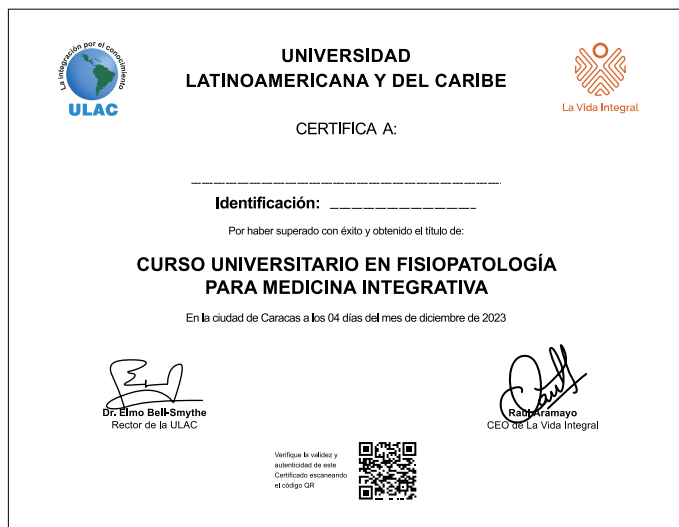 La integración por el conocimiento
ULAC
UNIVERSIDAD
LATINOAMERICANA Y DEL CARIBE
La Vida Integral
CERTIFICA A:
Identificación:
Por haber superado con éxito y obtenido el título de:
CURSO UNIVERSITARIO EN FISIOPATOLOGÍA
PARA MEDICINA INTEGRATIVA
En la ciudad de Caracas a los 04 días del mes de diciembre de 2023
Dr. Elmo Bell-Smythe
Rector de la ULAC
Raúl Aramayo
CEO de La Vida Integral
Verifique la validez y
autenticidad de este
Certificado escaneando
el código QR